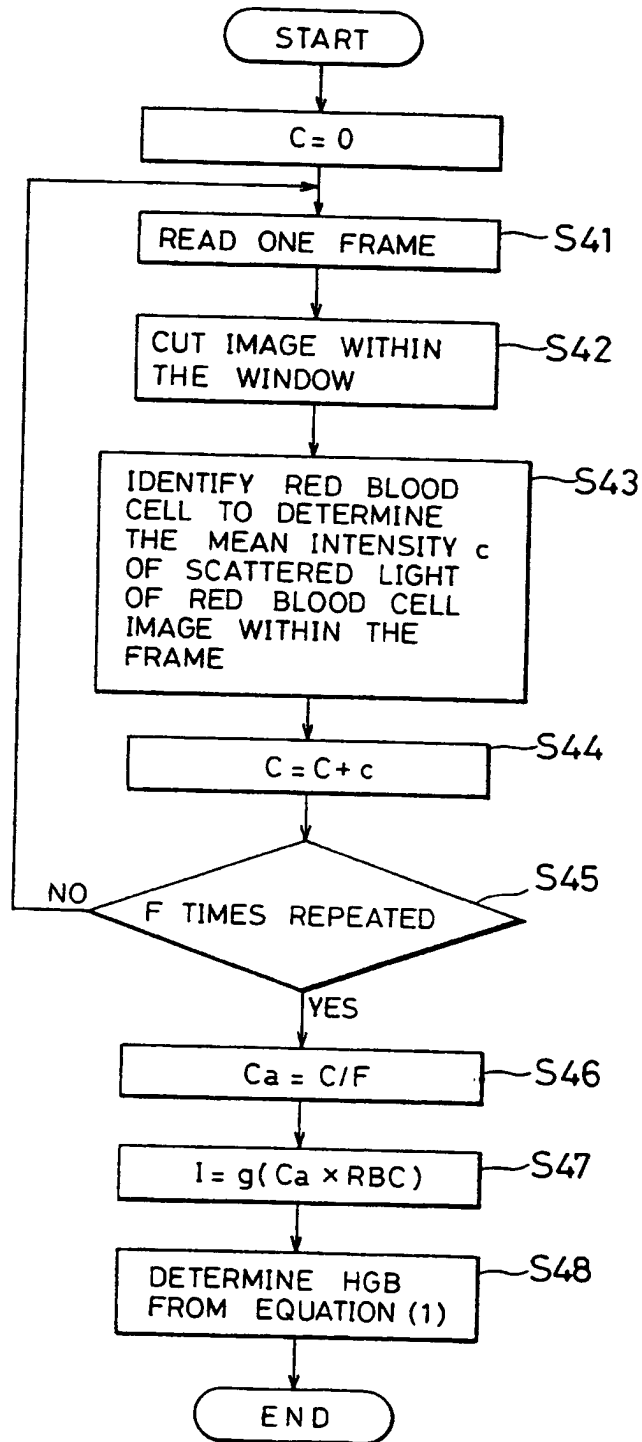 START
C = 0
READ ONE FRAME
S41
CUT IMAGE WITHIN
THE WINDOW
S42
IDENTIFY RED BLOOD
CELL TO DETERMINE
THE MEAN INTENSITY c
OF SCATTERED LIGHT
OF RED BLOOD CELL
IMAGE WITHIN THE
FRAME
S43
C = C + c
S44
F TIMES REPEATED
S45
NO
YES
Ca = C/F
S46
I = g(Ca × RBC)
S47
DETERMINE HGB
FROM EQUATION (1)
S48
END